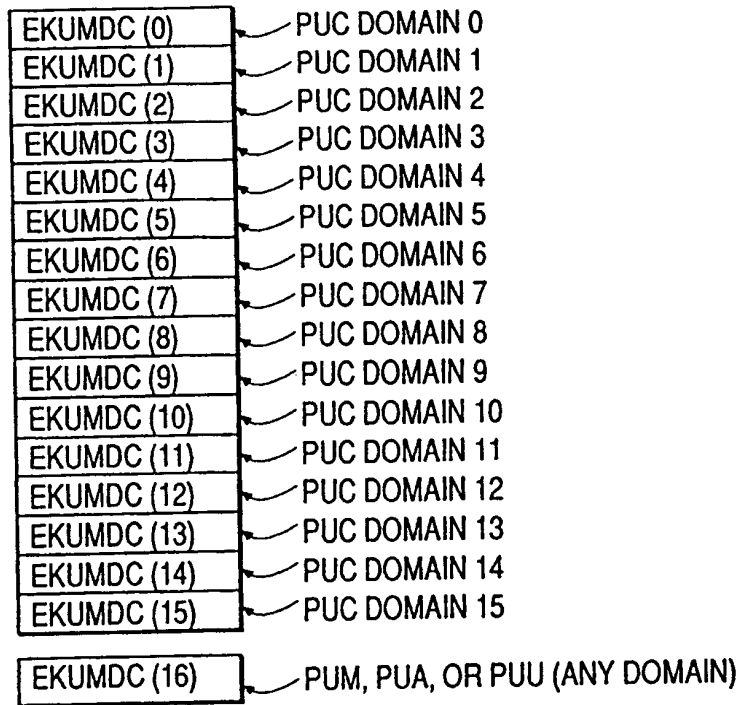 EKUMDC (0) PUC DOMAIN 0
EKUMDC (1) PUC DOMAIN 1
EKUMDC (2) PUC DOMAIN 2
EKUMDC (3) PUC DOMAIN 3
EKUMDC (4) PUC DOMAIN 4
EKUMDC (5) PUC DOMAIN 5
EKUMDC (6) PUC DOMAIN 6
EKUMDC (7) PUC DOMAIN 7
EKUMDC (8) PUC DOMAIN 8
EKUMDC (9) PUC DOMAIN 9
EKUMDC (10) PUC DOMAIN 10
EKUMDC (11) PUC DOMAIN 11
EKUMDC (12) PUC DOMAIN 12
EKUMDC (13) PUC DOMAIN 13
EKUMDC (14) PUC DOMAIN 14
EKUMDC (15) PUC DOMAIN 15
EKUMDC (16) PUM, PUA, OR PUU (ANY DOMAIN)